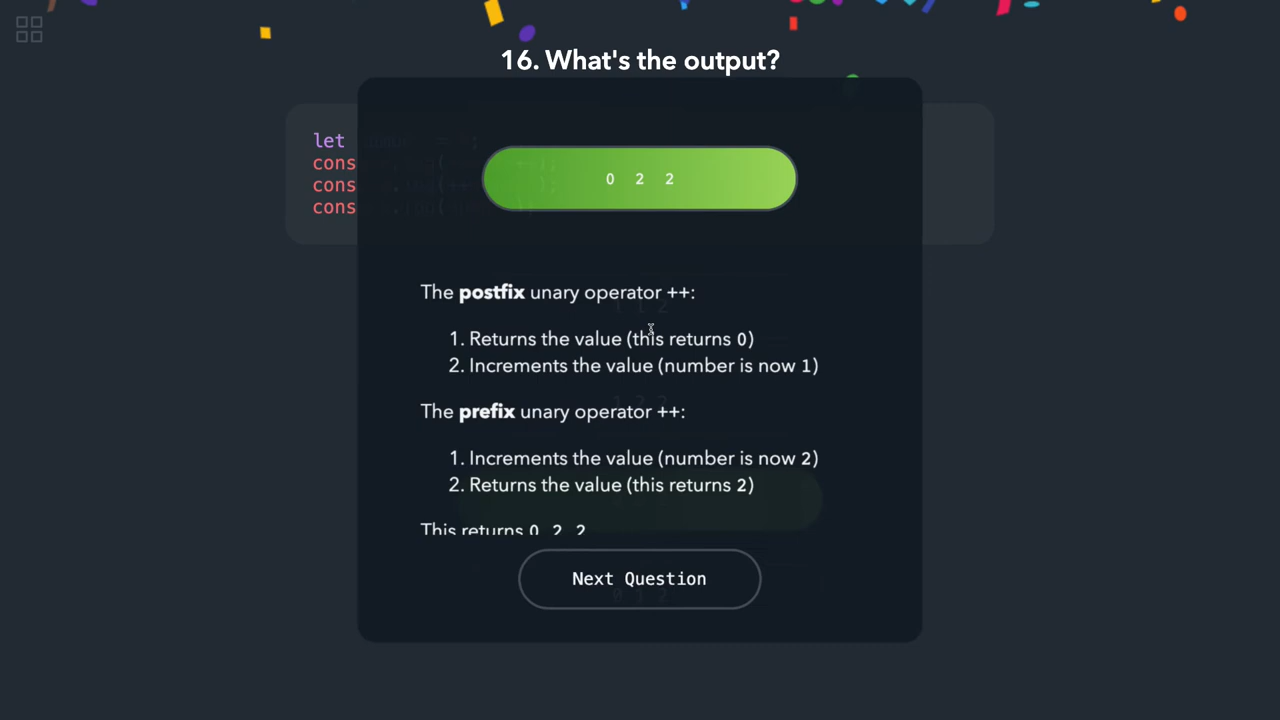 16. What's the output?
let
cons
cons
cons
0 2 2
The postfix unary operator ++:
1. Returns the value (this returns 0)
2. Increments the value (number is now 1)
The prefix unary operator ++:
1. Increments the value (number is now 2)
2. Returns the value (this returns 2)
This returns 0 2 2
Next Question